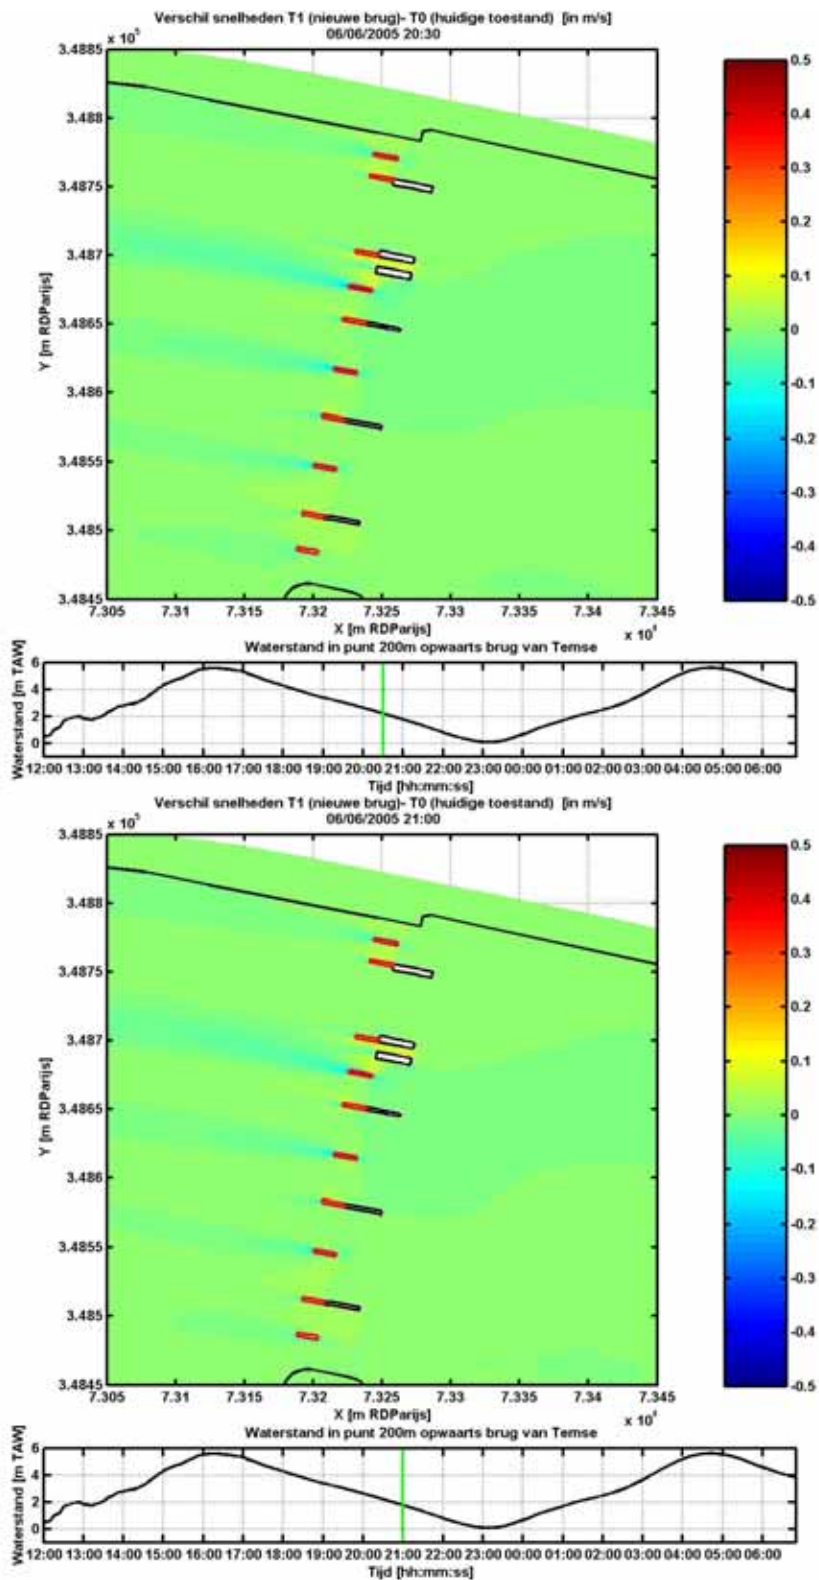 Verschil snelheden T1 (nieuwe brug)- T0 (huidige toestand) [in m/s]
06/06/2005 20:30
x 10⁵
3.4885
3.488
3.4875
3.487
3.4865
3.486
3.4855
3.485
3.4845
Y [m RDParijs]
7.305 7.31 7.315 7.32 7.325 7.33 7.335 7.34 7.345
X [m RDParijs]
x 10⁴
0.5
0.4
0.3
0.2
0.1
0
-0.1
-0.2
-0.3
-0.4
-0.5
Waterstand in punt 200m opwaarts brug van Temse
Waterstand [m TAW]
6
4
2
0
12:00 13:00 14:00 15:00 16:00 17:00 18:00 19:00 20:00 21:00 22:00 23:00 00:00 01:00 02:00 03:00 04:00 05:00 06:00
Tijd [hh:mm:ss]
Verschil snelheden T1 (nieuwe brug)- T0 (huidige toestand) [in m/s]
06/06/2005 21:00
x 10⁵
3.4885
3.488
3.4875
3.487
3.4865
3.486
3.4855
3.485
3.4845
Y [m RDParijs]
7.305 7.31 7.315 7.32 7.325 7.33 7.335 7.34 7.345
X [m RDParijs]
x 10⁴
0.5
0.4
0.3
0.2
0.1
0
-0.1
-0.2
-0.3
-0.4
-0.5
Waterstand in punt 200m opwaarts brug van Temse
Waterstand [m TAW]
6
4
2
0
12:00 13:00 14:00 15:00 16:00 17:00 18:00 19:00 20:00 21:00 22:00 23:00 00:00 01:00 02:00 03:00 04:00 05:00 06:00
Tijd [hh:mm:ss]